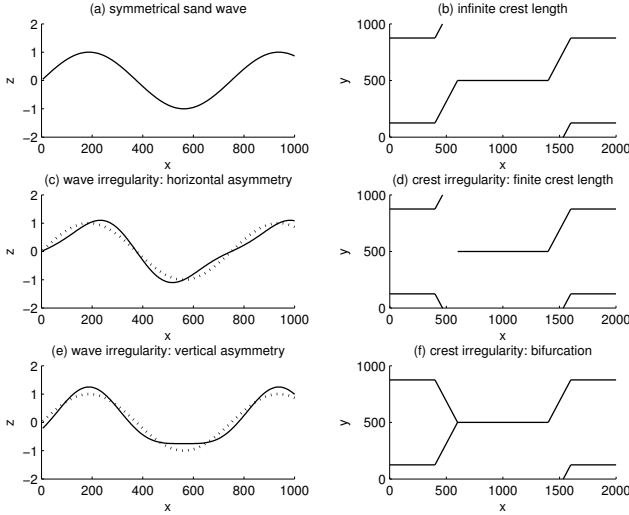 (a) symmetrical sand wave
2
1
0
-1
-2
z
0 200 400 600 800 1000
x
(b) infinite crest length
1000
500
0
y
0 500 1000 1500 2000
x
(c) wave irregularity: horizontal asymmetry
2
1
0
-1
-2
z
0 200 400 600 800 1000
x
(d) crest irregularity: finite crest length
1000
500
0
y
0 500 1000 1500 2000
x
(e) wave irregularity: vertical asymmetry
2
1
0
-1
-2
z
0 200 400 600 800 1000
x
(f) crest irregularity: bifurcation
1000
500
0
y
0 500 1000 1500 2000
x